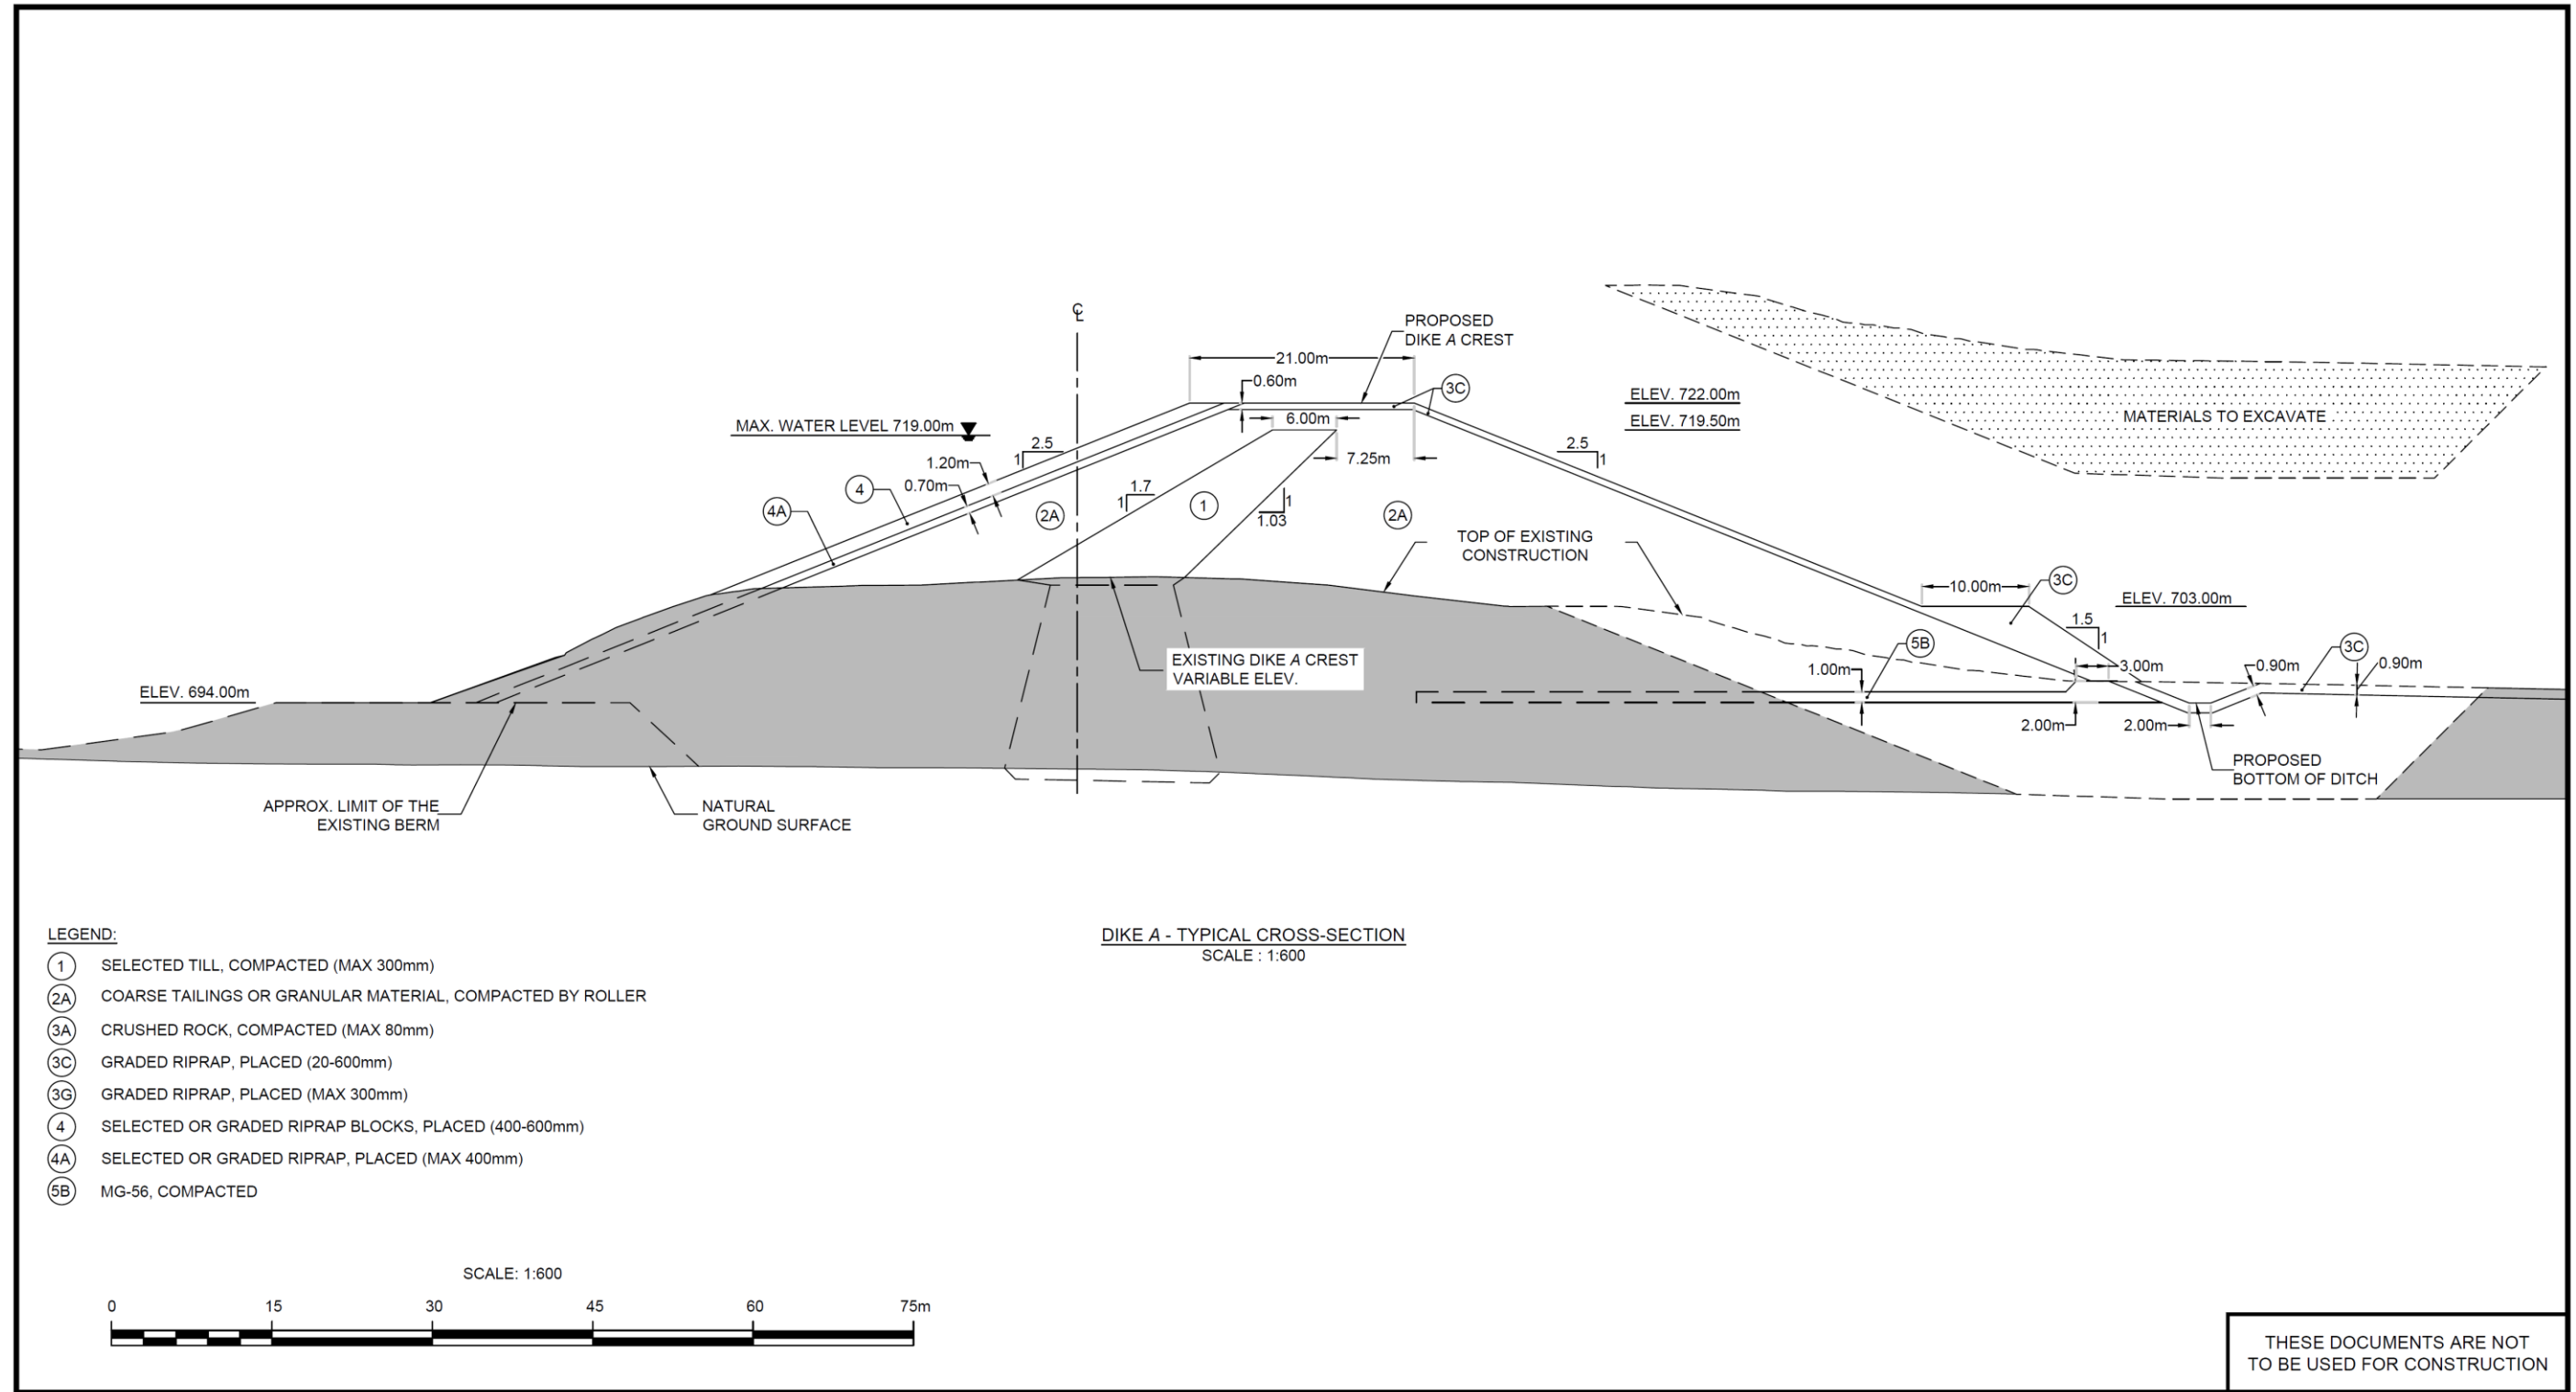 ℄
PROPOSED
DIKE A CREST
21.00m
0.60m
3C
ELEV. 722.00m
MAX. WATER LEVEL 719.00m
6.00m
ELEV. 719.50m
MATERIALS TO EXCAVATE
2.5
1
2.5
1
7.25m
1.20m
0.70m
4
4A
2A
1.7
1
1
1
1.03
2A
TOP OF EXISTING
CONSTRUCTION
10.00m
3C
ELEV. 703.00m
1.5
1
5B
3C
EXISTING DIKE A CREST
VARIABLE ELEV.
1.00m
3.00m
0.90m
0.90m
ELEV. 694.00m
2.00m
2.00m
PROPOSED
BOTTOM OF DITCH
APPROX. LIMIT OF THE
EXISTING BERM
NATURAL
GROUND SURFACE
DIKE A - TYPICAL CROSS-SECTION
SCALE : 1:600
LEGEND:
1 SELECTED TILL, COMPACTED (MAX 300mm)
2A COARSE TAILINGS OR GRANULAR MATERIAL, COMPACTED BY ROLLER
3A CRUSHED ROCK, COMPACTED (MAX 80mm)
3C GRADED RIPRAP, PLACED (20-600mm)
3G GRADED RIPRAP, PLACED (MAX 300mm)
4 SELECTED OR GRADED RIPRAP BLOCKS, PLACED (400-600mm)
4A SELECTED OR GRADED RIPRAP, PLACED (MAX 400mm)
5B MG-56, COMPACTED
SCALE: 1:600
0 15 30 45 60 75m
THESE DOCUMENTS ARE NOT
TO BE USED FOR CONSTRUCTION